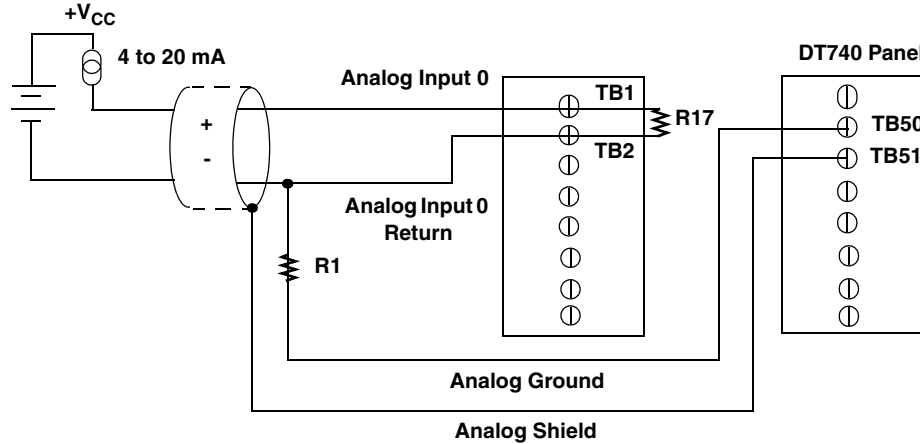 +VCC
4 to 20 mA
DT740 Panel
Analog Input 0
TB1
R17
TB50
+
-
TB2
TB51
Analog Input 0
Return
R1
Analog Ground
Analog Shield